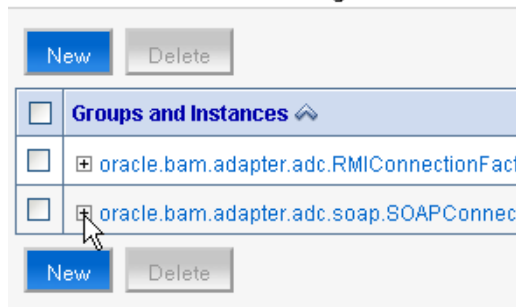 New Delete
Groups and Instances
oracle.bam.adapter.adc.RMIConnectionFact
oracle.bam.adapter.adc.soap.SOAPConnec
New Delete